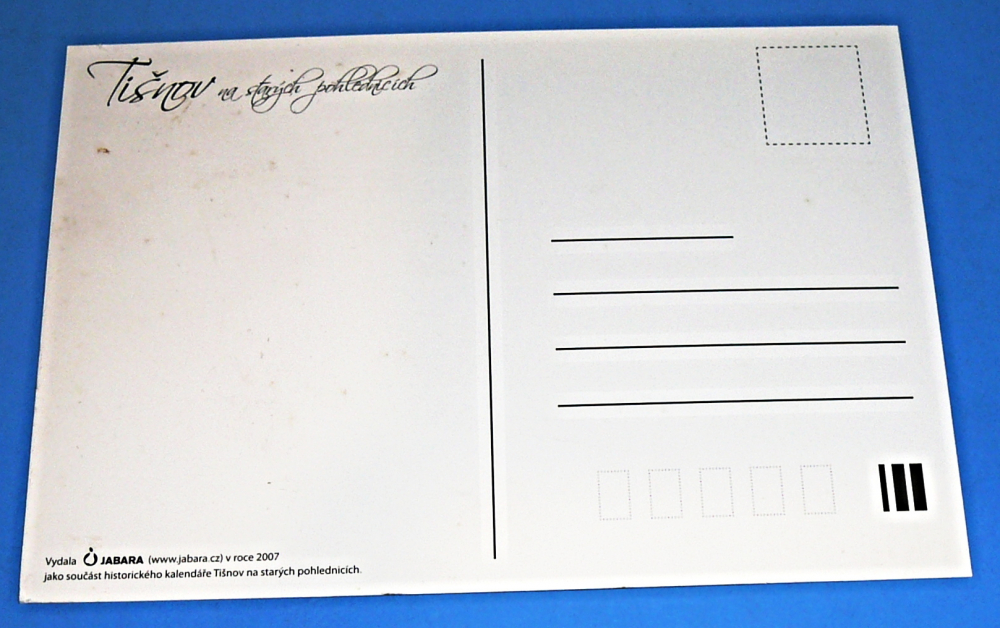 Tišnov na starých pohlednicích
Vydala JABARA (www.jabara.cz) v roce 2007
jako součást historického kalendáře Tišnov na starých pohlednicích.